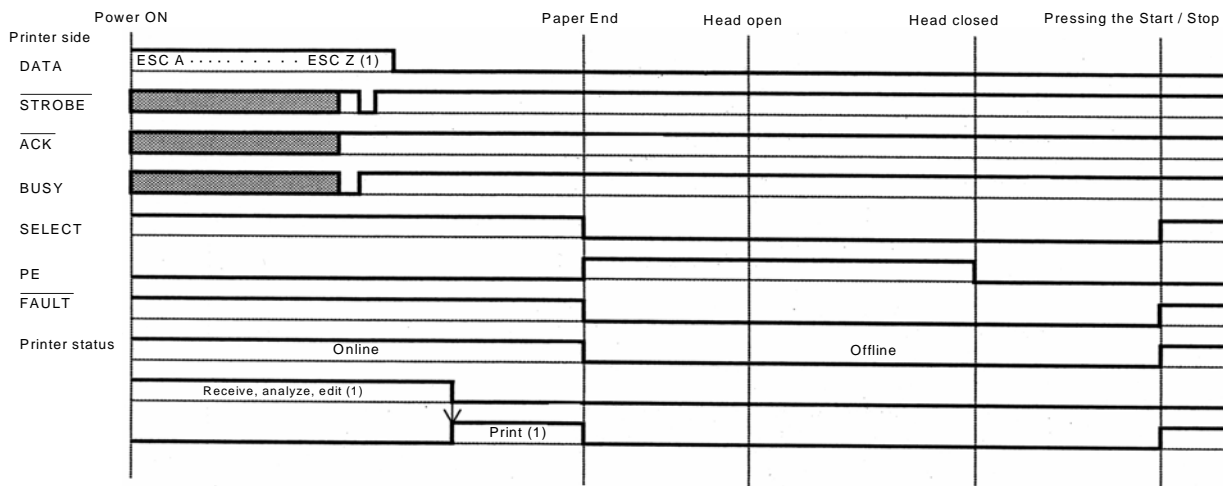 Power ON Paper End Head open Head closed Pressing the Start / Stop
Printer side
DATA ESC A · · · · · · · · · · ESC Z (1)
STROBE
ACK
BUSY
SELECT
PE
FAULT
Printer status Online Offline
Receive, analyze, edit (1)
Print (1)